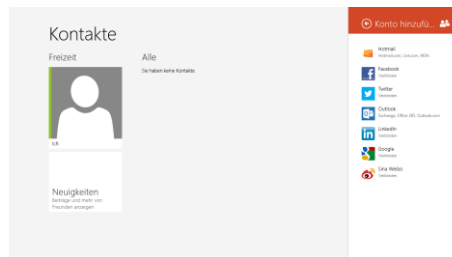 Kontakte
Freizeit
Alle
Sie haben keine Kontakte.
Neuigkeiten
Beiträge und mehr von
Freunden anzeigen
Konto hinzufü...
Hotmail
Facebook
Verbinden
Twitter
Verbinden
Outlook
Exchange, Office 365, Outlook.com
LinkedIn
Verbinden
Google
Verbinden
Sina Weibo
Verbinden